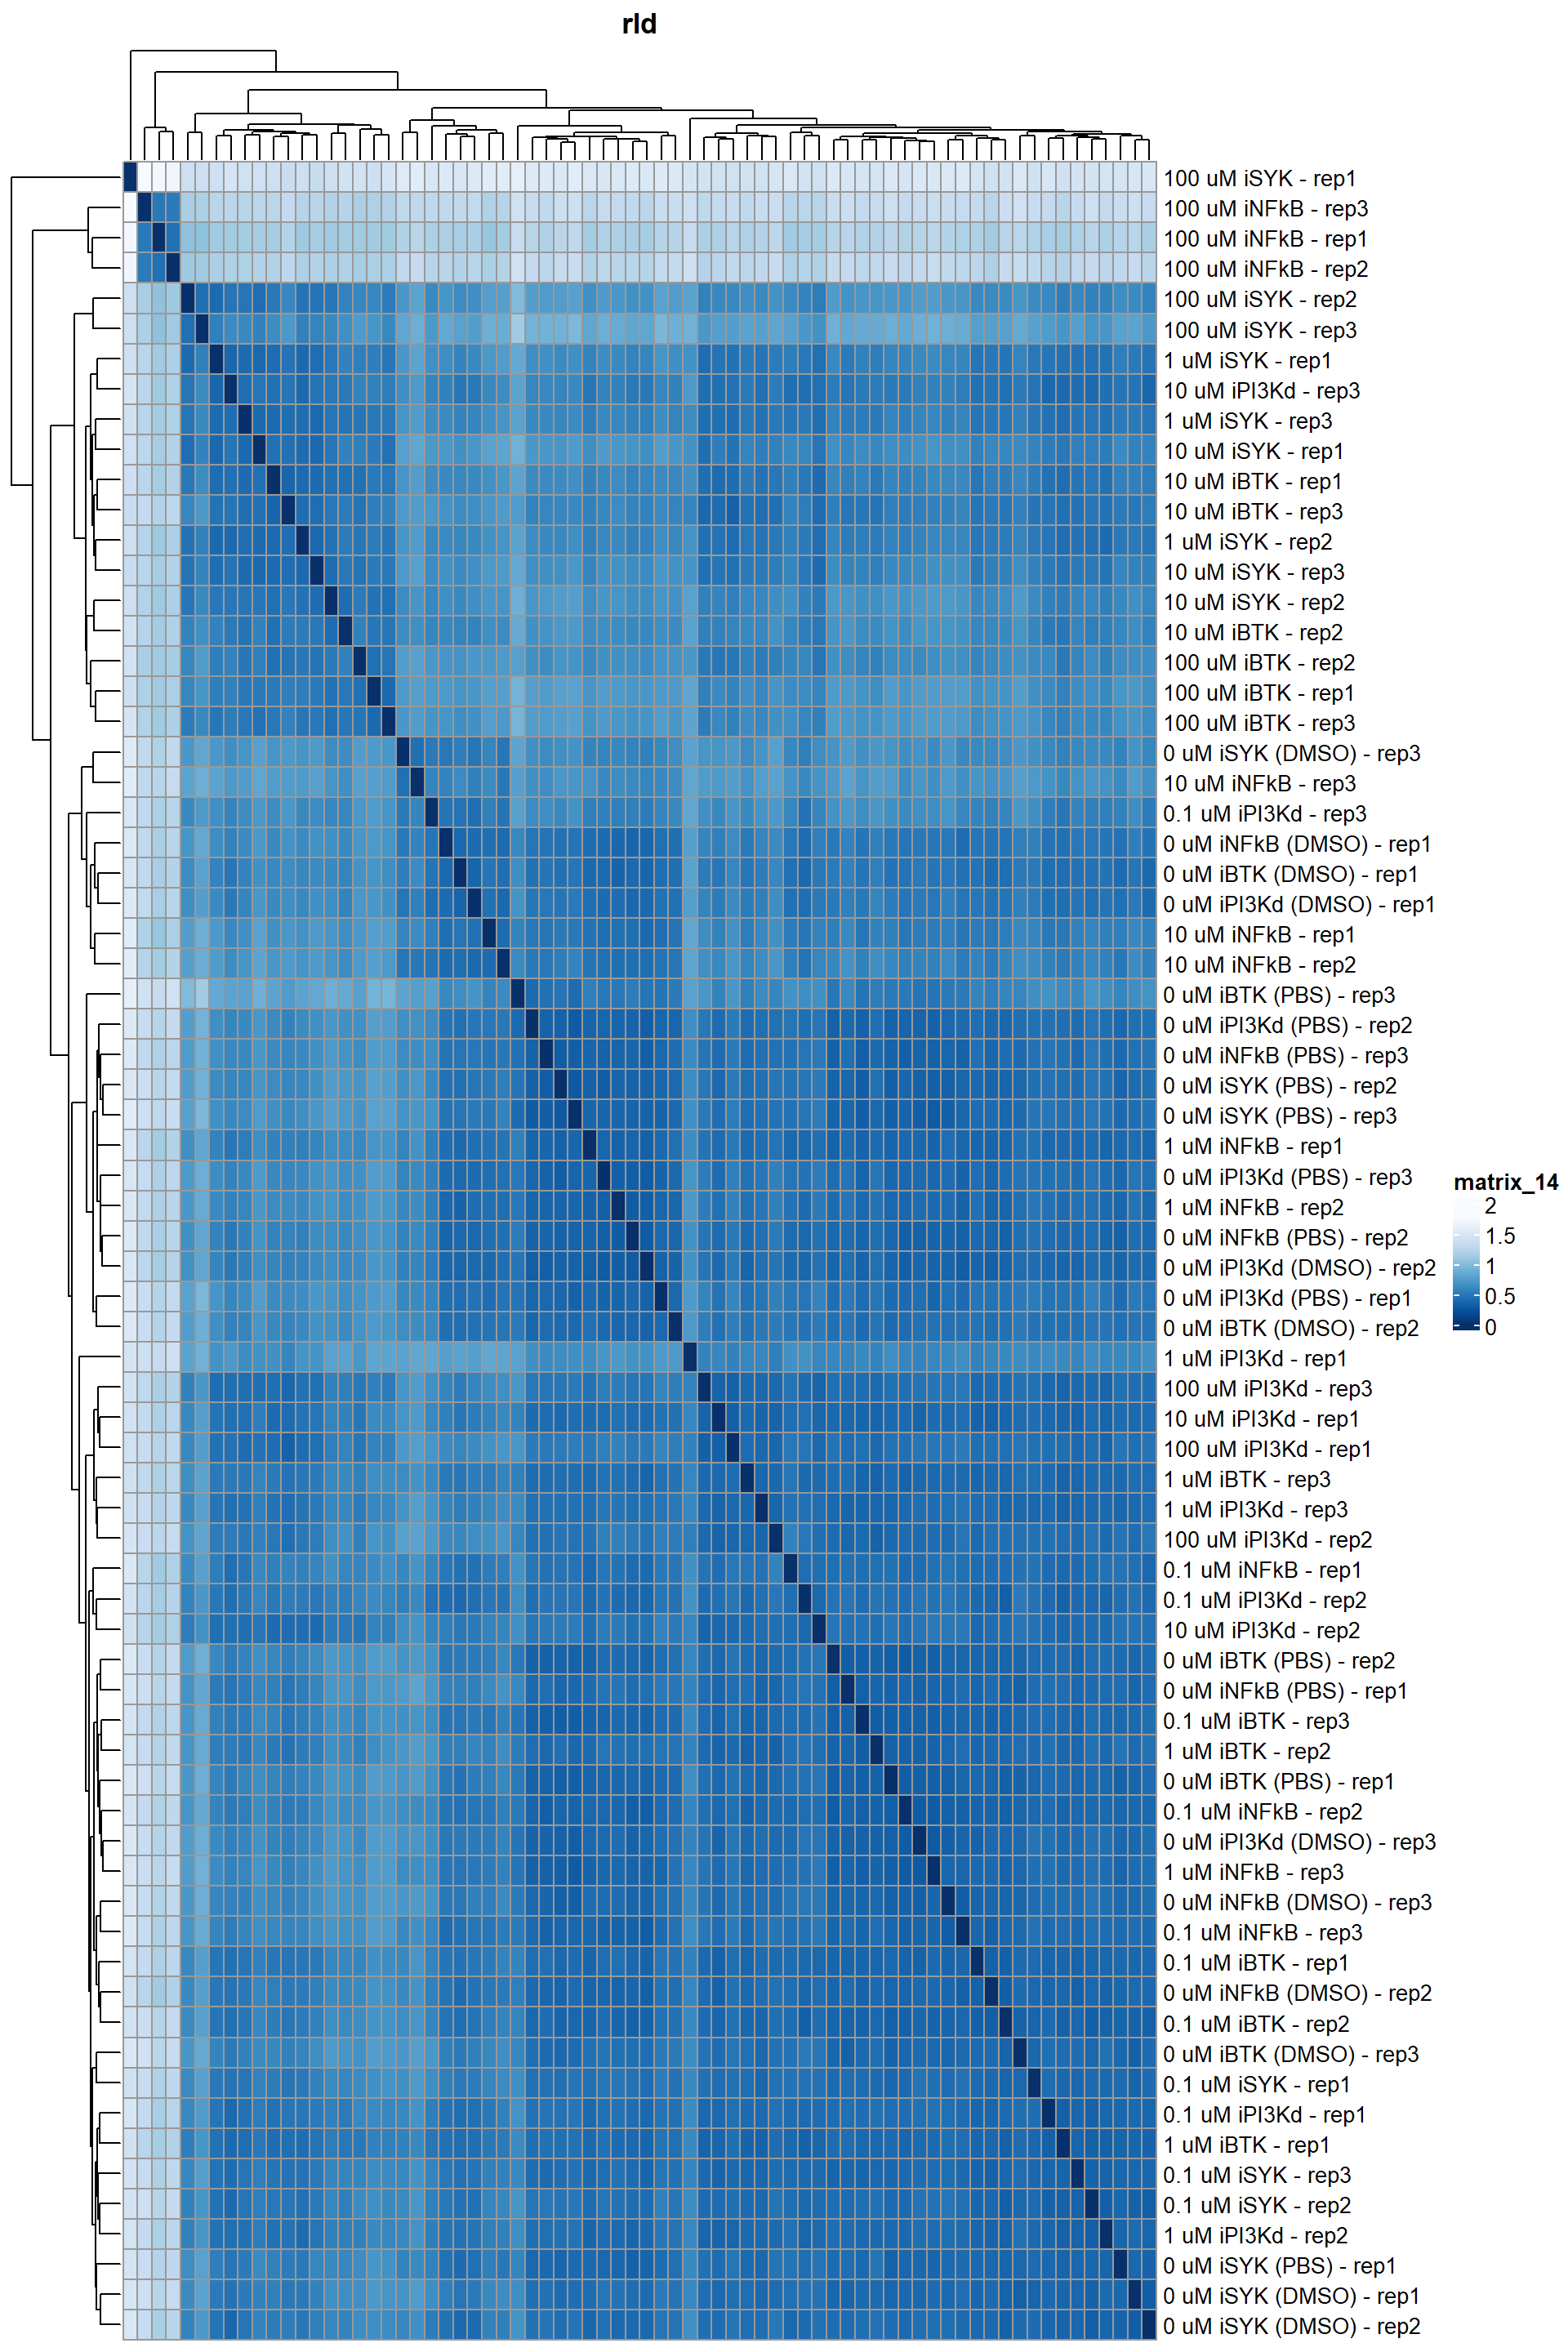 rld
100 uM iSYK - rep1
100 uM iNFkB - rep3
100 uM iNFkB - rep1
100 uM iNFkB - rep2
100 uM iSYK - rep2
100 uM iSYK - rep3
1 uM iSYK - rep1
10 uM iPI3Kd - rep3
1 uM iSYK - rep3
10 uM iSYK - rep1
10 uM iBTK - rep1
10 uM iBTK - rep3
1 uM iSYK - rep2
10 uM iSYK - rep3
10 uM iSYK - rep2
10 uM iBTK - rep2
100 uM iBTK - rep2
100 uM iBTK - rep1
100 uM iBTK - rep3
0 uM iSYK (DMSO) - rep3
10 uM iNFkB - rep3
0.1 uM iPI3Kd - rep3
0 uM iNFkB (DMSO) - rep1
0 uM iBTK (DMSO) - rep1
0 uM iPI3Kd (DMSO) - rep1
10 uM iNFkB - rep1
10 uM iNFkB - rep2
0 uM iBTK (PBS) - rep3
0 uM iPI3Kd (PBS) - rep2
0 uM iNFkB (PBS) - rep3
0 uM iSYK (PBS) - rep2
0 uM iSYK (PBS) - rep3
1 uM iNFkB - rep1
0 uM iPI3Kd (PBS) - rep3
1 uM iNFkB - rep2
0 uM iNFkB (PBS) - rep2
0 uM iPI3Kd (DMSO) - rep2
0 uM iPI3Kd (PBS) - rep1
0 uM iBTK (DMSO) - rep2
1 uM iPI3Kd - rep1
100 uM iPI3Kd - rep3
10 uM iPI3Kd - rep1
100 uM iPI3Kd - rep1
1 uM iBTK - rep3
1 uM iPI3Kd - rep3
100 uM iPI3Kd - rep2
0.1 uM iNFkB - rep1
0.1 uM iPI3Kd - rep2
10 uM iPI3Kd - rep2
0 uM iBTK (PBS) - rep2
0 uM iNFkB (PBS) - rep1
0.1 uM iBTK - rep3
1 uM iBTK - rep2
0 uM iBTK (PBS) - rep1
0.1 uM iNFkB - rep2
0 uM iPI3Kd (DMSO) - rep3
1 uM iNFkB - rep3
0 uM iNFkB (DMSO) - rep3
0.1 uM iNFkB - rep3
0.1 uM iBTK - rep1
0 uM iNFkB (DMSO) - rep2
0.1 uM iBTK - rep2
0 uM iBTK (DMSO) - rep3
0.1 uM iSYK - rep1
0.1 uM iPI3Kd - rep1
1 uM iBTK - rep1
0.1 uM iSYK - rep3
0.1 uM iSYK - rep2
1 uM iPI3Kd - rep2
0 uM iSYK (PBS) - rep1
0 uM iSYK (DMSO) - rep1
0 uM iSYK (DMSO) - rep2
matrix_14
2
1.5
1
0.5
0